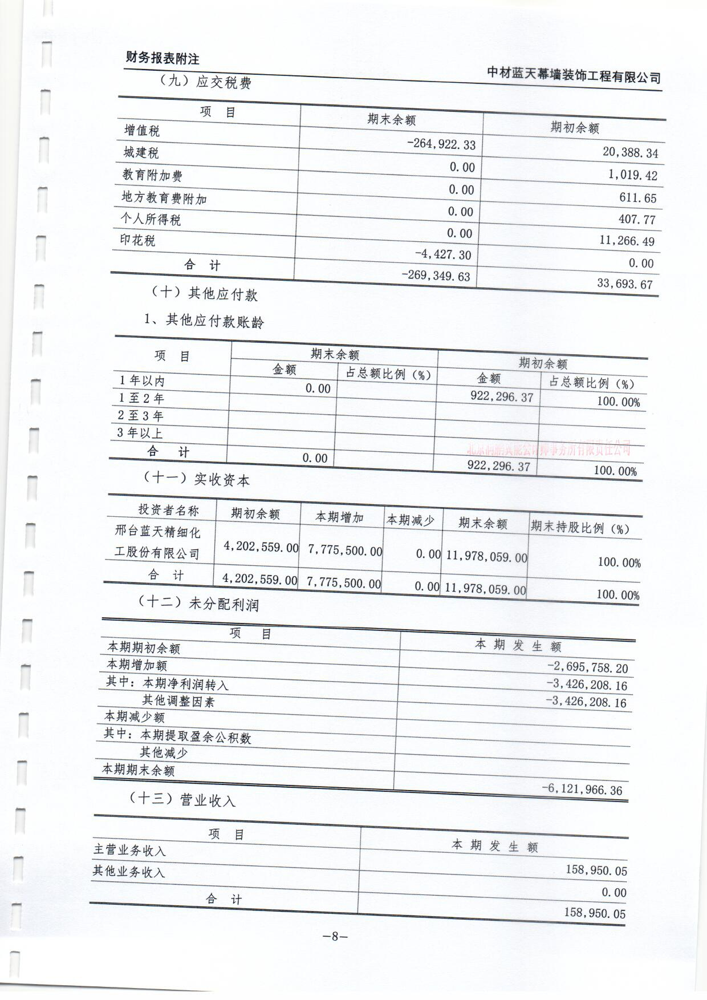 财务报表附注
中材蓝天幕墙装饰工程有限公司
（九）应交税费
项 目 期末余额 期初余额
增值税 -264,922.33 20,388.34
城建税 0.00 1,019.42
教育附加费 0.00 611.65
地方教育费附加 0.00 407.77
个人所得税 0.00 11,266.49
印花税 -4,427.30 0.00
合 计 -269,349.63 33,693.67
（十）其他应付款
1、其他应付款账龄
项 目 期末余额 期初余额
金额 占总额比例（%） 金额 占总额比例（%）
1年以内 0.00 922,296.37 100.00%
1至2年
2至3年
3年以上
北京润鹏冀能会计师事务所有限责任公司
合 计 0.00 922,296.37 100.00%
（十一）实收资本
投资者名称 期初余额 本期增加 本期减少 期末余额 期末持股比例（%）
邢台蓝天精细化
工股份有限公司 4,202,559.00 7,775,500.00 0.00 11,978,059.00 100.00%
合 计 4,202,559.00 7,775,500.00 0.00 11,978,059.00 100.00%
（十二）未分配利润
项 目 本期发生额
本期期初余额 -2,695,758.20
本期增加额 -3,426,208.16
其中：本期净利润转入 -3,426,208.16
其他调整因素
本期减少额
其中：本期提取盈余公积数
其他减少
本期期末余额 -6,121,966.36
（十三）营业收入
项 目 本期发生额
主营业务收入 158,950.05
其他业务收入 0.00
合 计 158,950.05
-8-